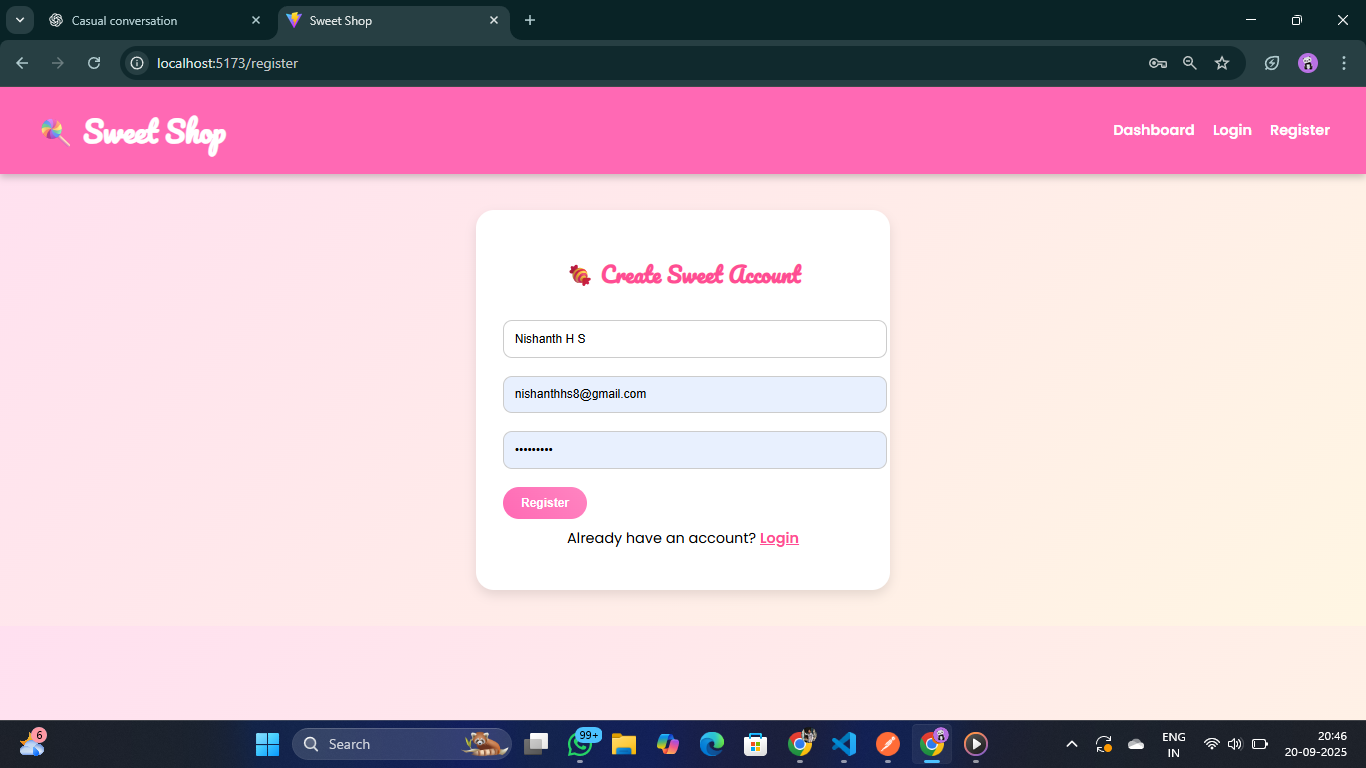 Casual conversation
Sweet Shop
localhost:5173/register
Sweet Shop
Dashboard Login Register
Create Sweet Account
Nishanth H S
nishanthhs8@gmail.com
•••••••••
Register
Already have an account? Login
6
Search
99+
ENG
IN
20:46
20-09-2025